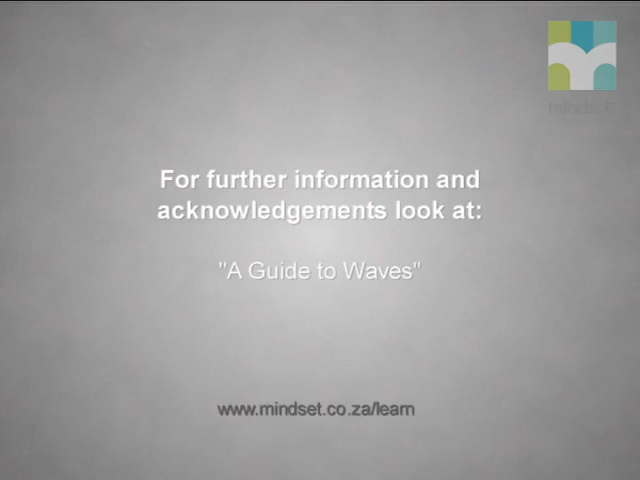 For further information and
acknowledgements look at:
"A Guide to Waves"
www.mindset.co.za/learn